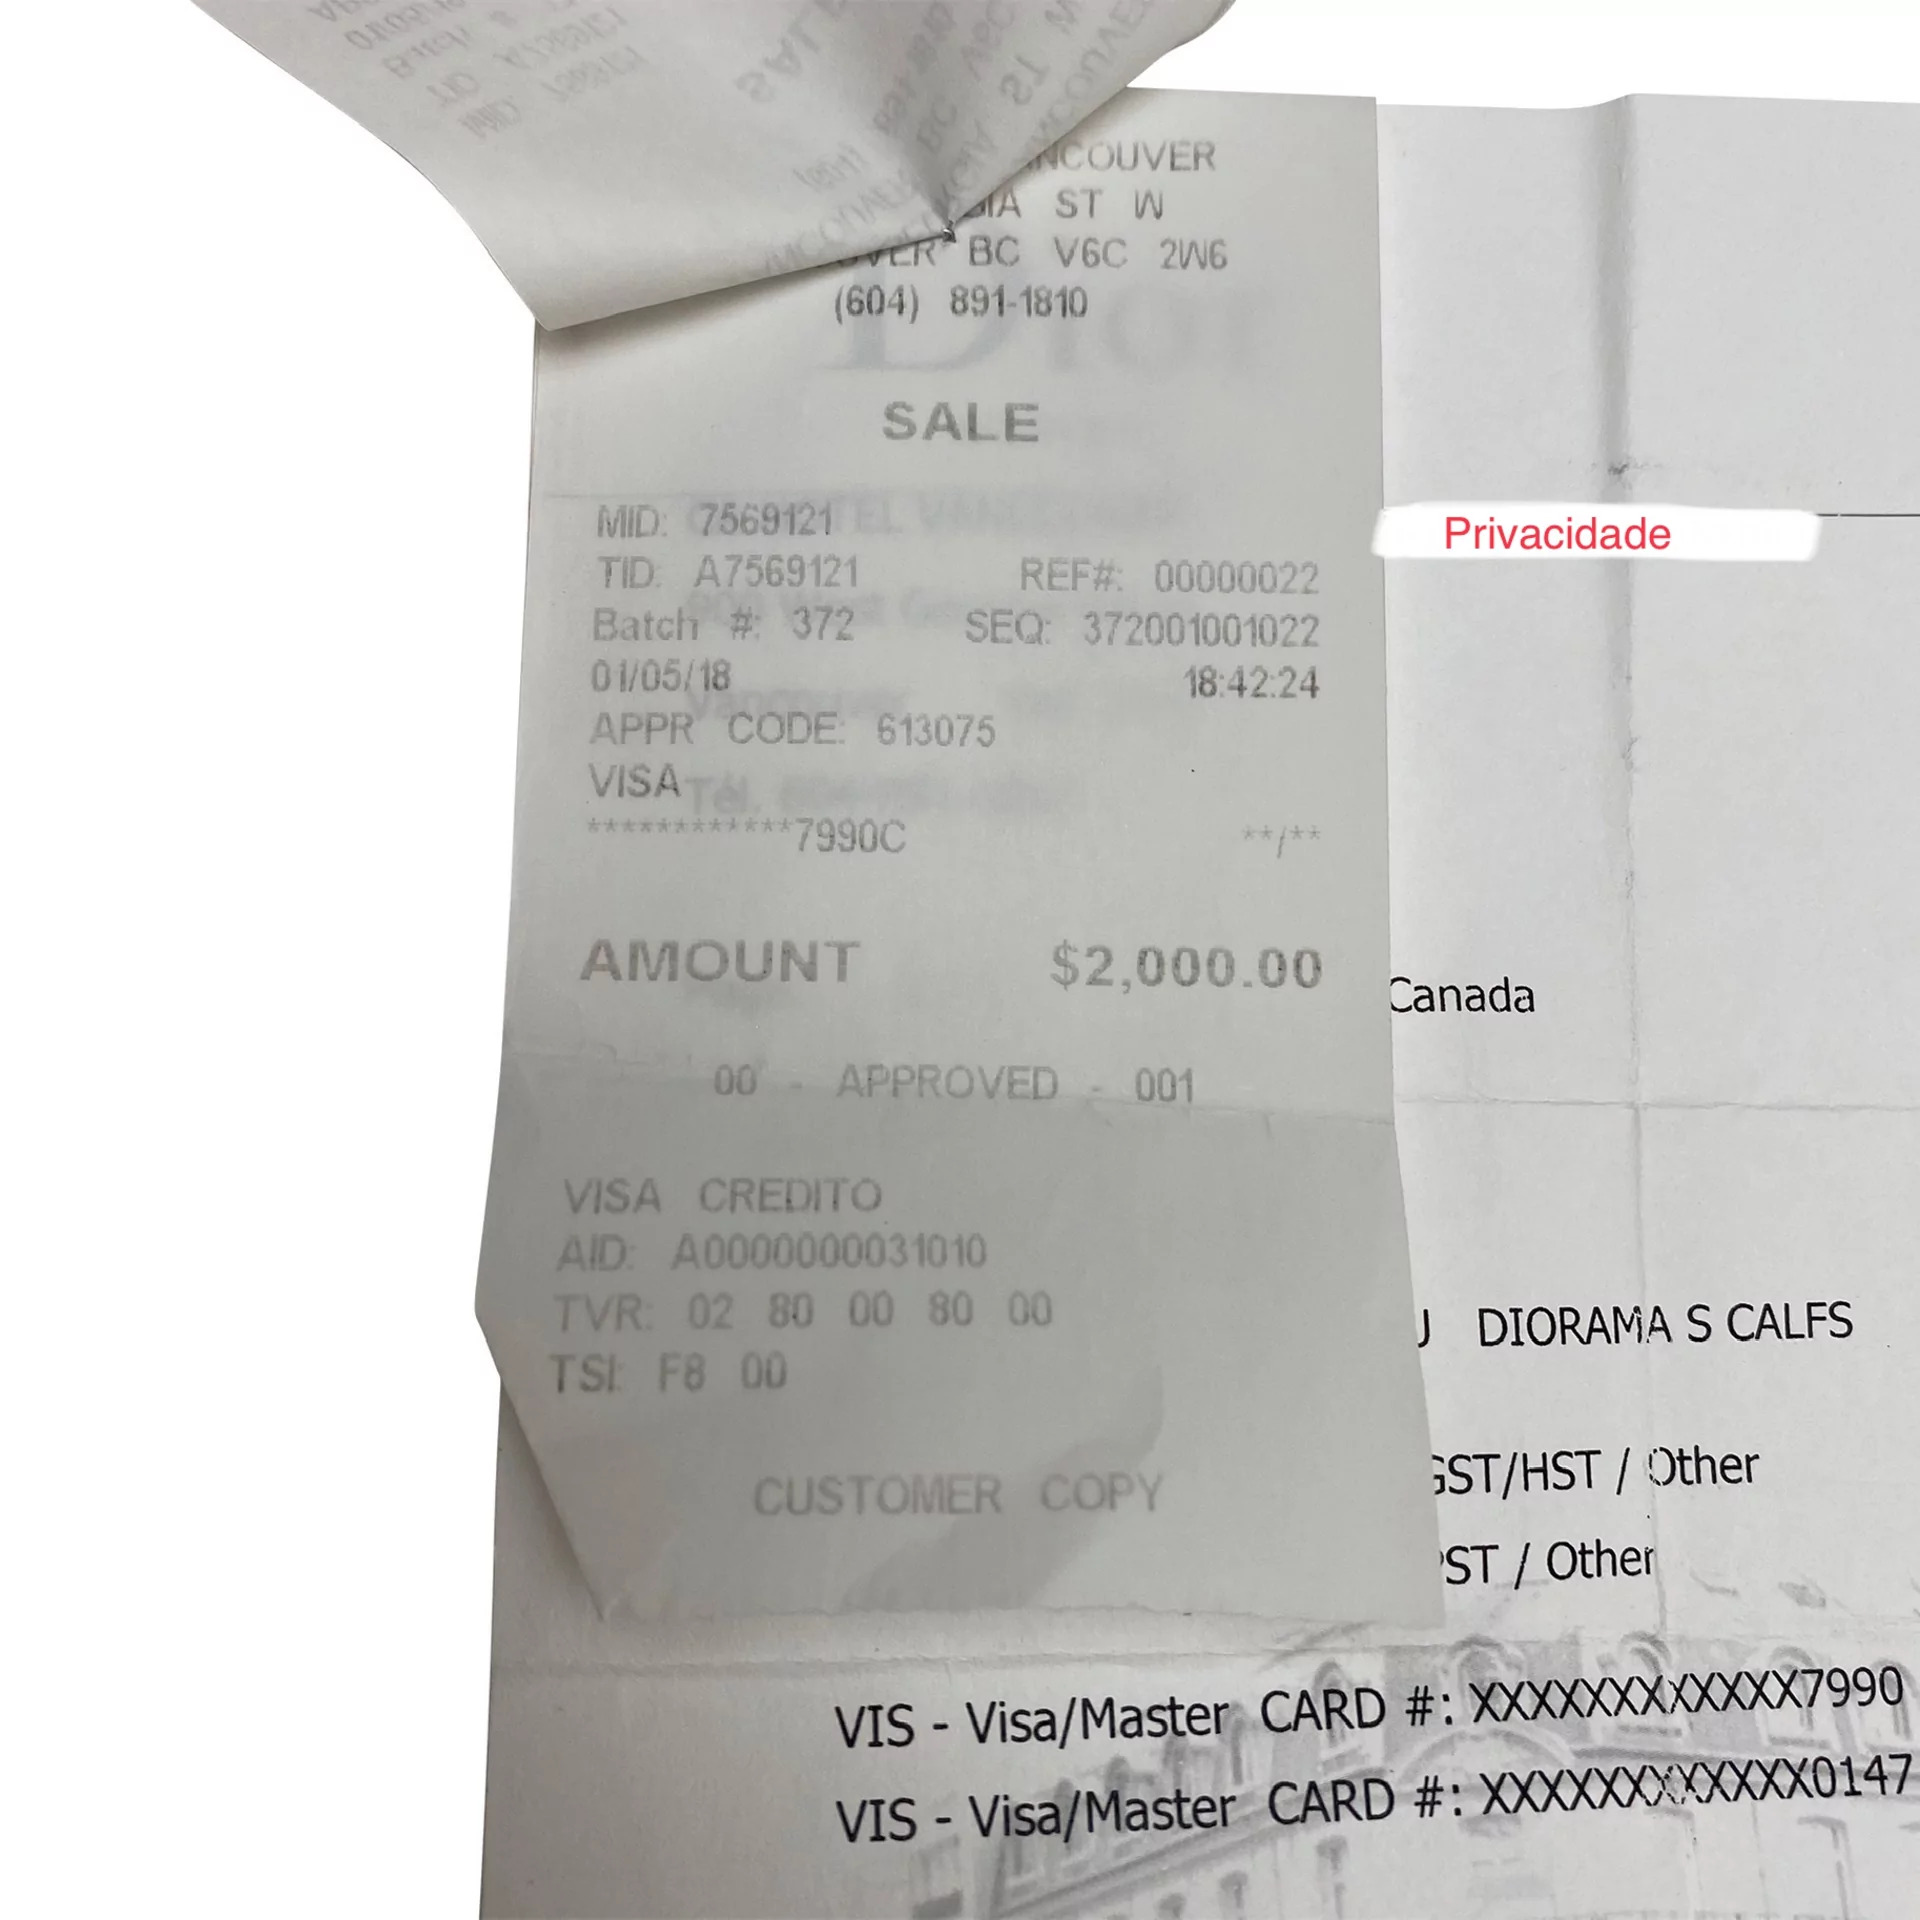 NCOUVER
IA ST W
OUVER BC V6C 2W6
(604) 891-1810
SALE
MID: 7569121
TID: A7569121 REF#: 00000022
Batch #: 372 SEQ: 372001001022
01/05/18 18:42:24
APPR CODE: 613075
VISA
************7990C **/**
AMOUNT $2,000.00
00 - APPROVED - 001
VISA CREDITO
AID: A0000000031010
TVR: 02 80 00 80 00
TSI: F8 00
CUSTOMER COPY
Privacidade
Canada
J DIORAMA S CALFS
GST/HST / Other
PST / Other
VIS - Visa/Master CARD #: XXXXXXXXXXXX7990
VIS - Visa/Master CARD #: XXXXXXXXXXXX0147